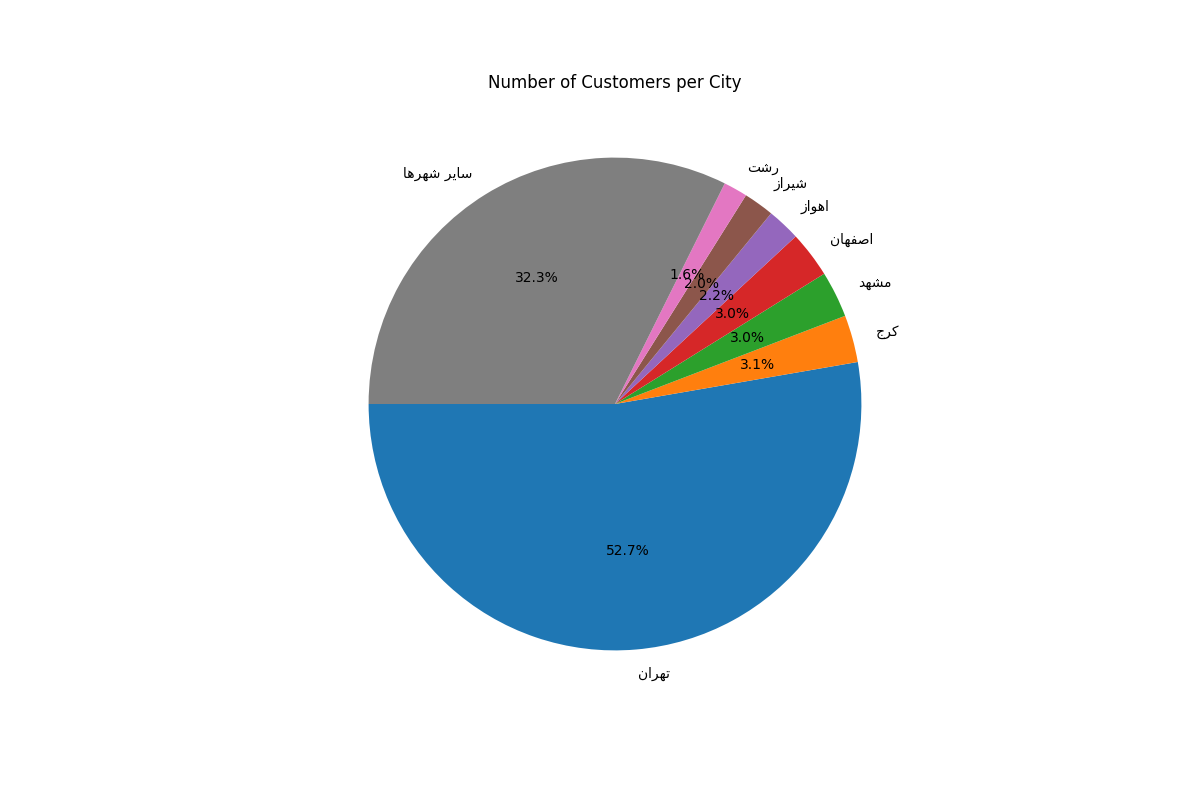 Number of Customers per City
رشت
سایر شهرها
شیراز
اهواز
اصفهان
1.6%
32.3%
مشهد
2.0%
2.2%
3.0%
کرج
3.0%
3.1%
52.7%
تهران